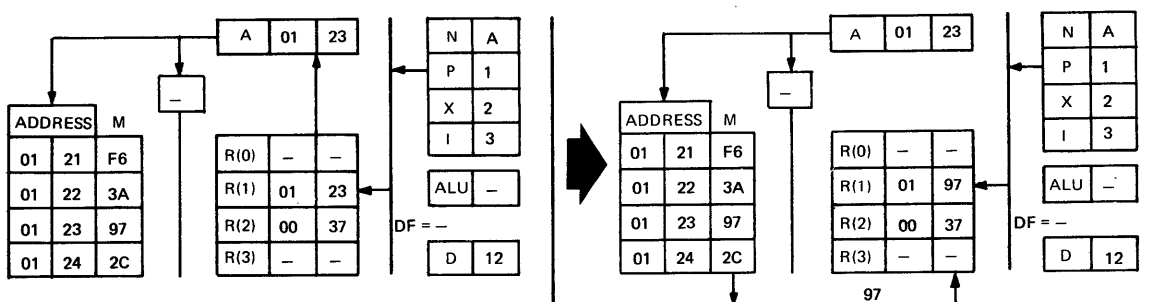 A 01 23
N A
P 1
X 2
I 3
–
ADDRESS M
01 21 F6
01 22 3A
01 23 97
01 24 2C
R(0) – –
R(1) 01 23
R(2) 00 37
R(3) – –
ALU –
DF = –
D 12
A 01 23
N A
P 1
X 2
I 3
–
ADDRESS M
01 21 F6
01 22 3A
01 23 97
01 24 2C
R(0) – –
R(1) 01 97
R(2) 00 37
R(3) – –
ALU –
D 12
97